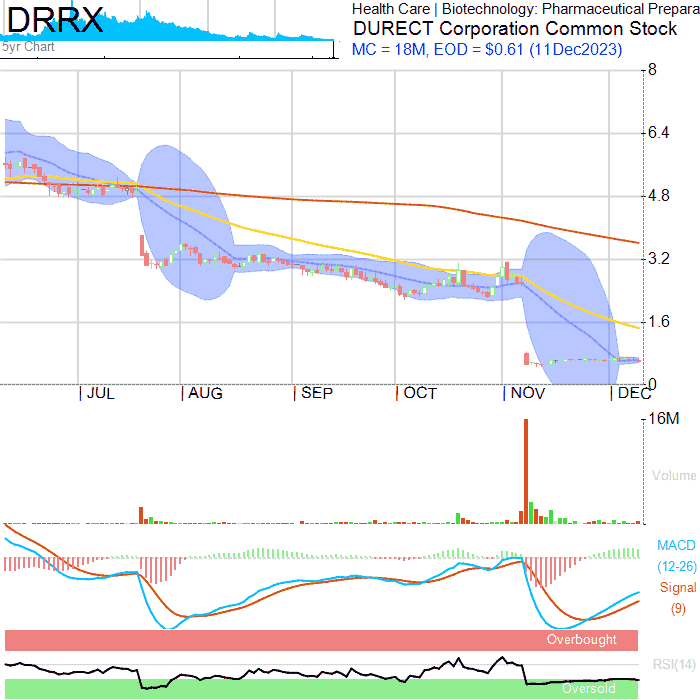 DRRX
5yr Chart
Health Care | Biotechnology: Pharmaceutical Prepara
DURECT Corporation Common Stock
MC = 18M, EOD = $0.61 (11Dec2023)
8
6.4
4.8
3.2
1.6
0
JUL AUG SEP OCT NOV DEC
16M
Volume
MACD
(12-26)
Signal
(9)
Overbought
RSI(14)
Oversold